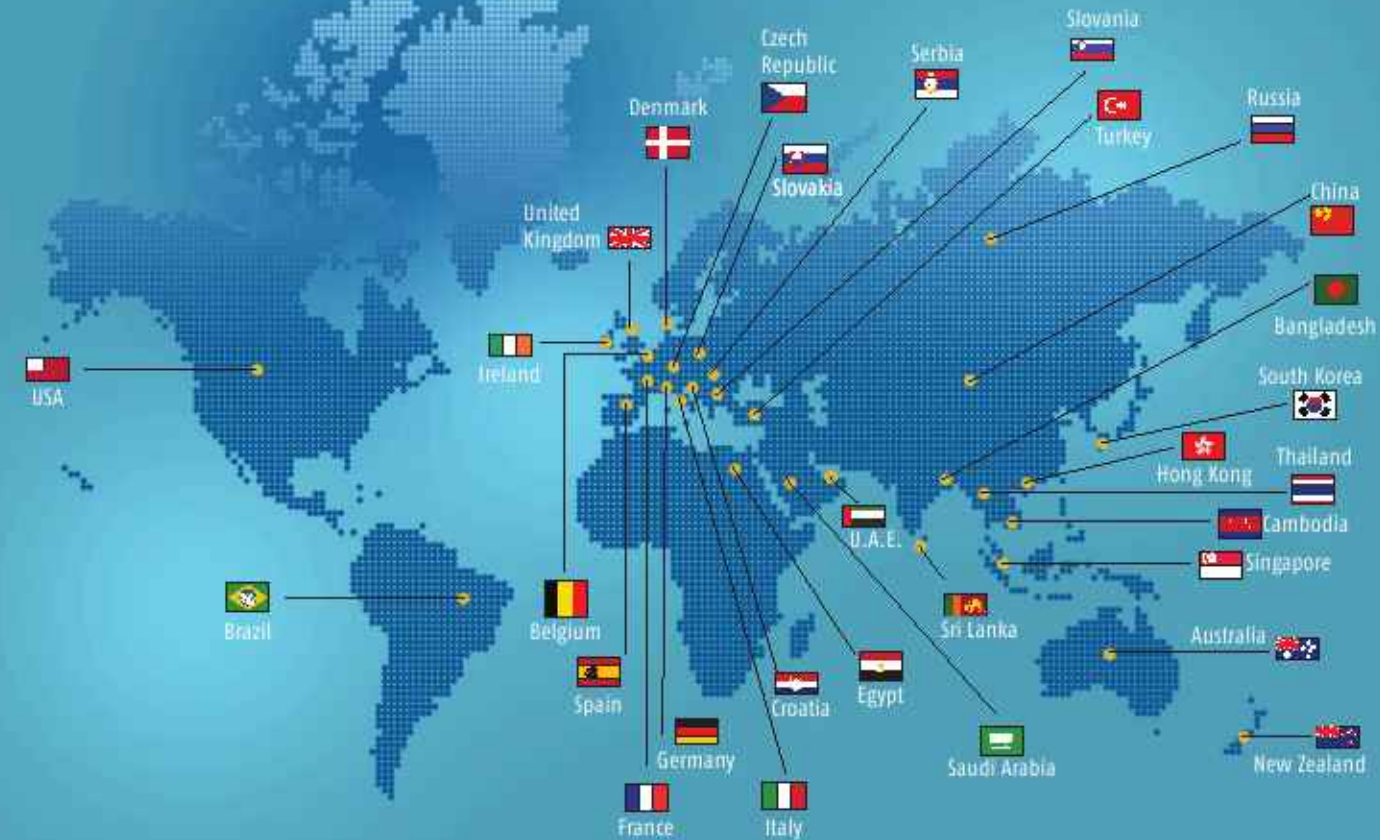 Slovania
Czech
Republic
Serbia
Denmark
Russia
Turkey
Slovakia
China
United
Kingdom
Bangladesh
Ireland
USA
South Korea
Thailand
Hong Kong
Cambodia
U.A.E.
Singapore
Brazil
Belgium
Sri Lanka
Australia
Spain
Croatia
Egypt
Germany
Saudi Arabia
New Zealand
France
Italy